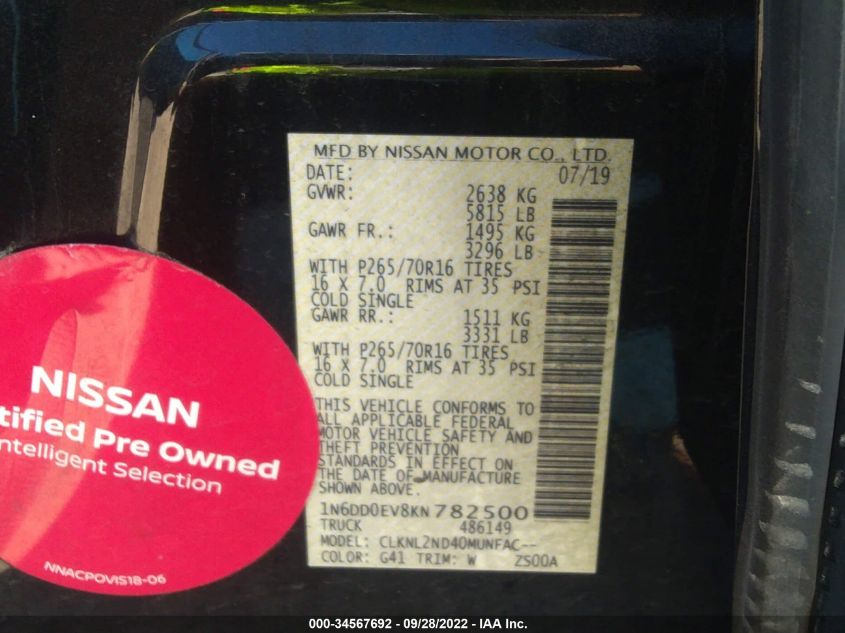 MFD BY NISSAN MOTOR CO., LTD.
DATE: 07/19
GVWR: 2638 KG
5815 LB
GAWR FR.: 1495 KG
3296 LB
WITH P265/70R16 TIRES
16 X 7.0 RIMS AT 35 PSI
COLD SINGLE
GAWR RR.: 1511 KG
3331 LB
WITH P265/70R16 TIRES
16 X 7.0 RIMS AT 35 PSI
COLD SINGLE
THIS VEHICLE CONFORMS TO
ALL APPLICABLE FEDERAL
MOTOR VEHICLE SAFETY AND
THEFT PREVENTION
STANDARDS IN EFFECT ON
THE DATE OF MANUFACTURE
SHOWN ABOVE.
1N6DD0EV8KN782500
TRUCK 486149
MODEL: CLKNL2ND40MUNFAC--
COLOR: G41 TRIM: W ZS00A
NISSAN
tified Pre Owned
ntelligent Selection
NNACPOVIS18-06
000-34567692 - 09/28/2022 - IAA Inc.